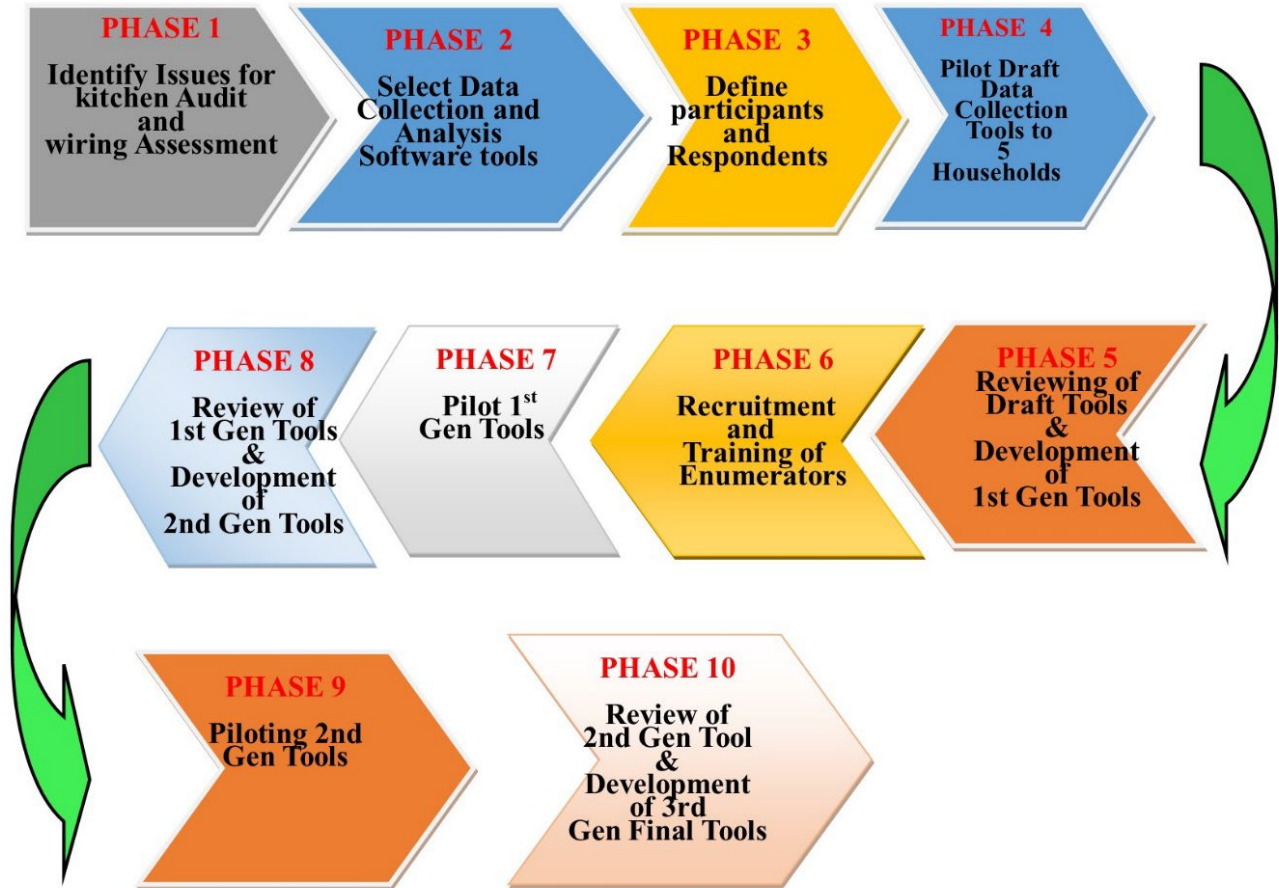 PHASE 1
Identify Issues for
kitchen Audit
and
wiring Assessment
PHASE 2
Select Data
Collection and
Analysis
Software tools
PHASE 3
Define
participants
and
Respondents
PHASE 4
Pilot Draft
Data
Collection
Tools to
5
Households
PHASE 5
Reviewing of
Draft Tools
&
Development
of
1st Gen Tools
PHASE 6
Recruitment
and
Training of
Enumerators
PHASE 7
Pilot 1st
Gen Tools
PHASE 8
Review of
1st Gen Tools
&
Development
of
2nd Gen Tools
PHASE 9
Piloting 2nd
Gen Tools
PHASE 10
Review of
2nd Gen Tool
&
Development
of 3rd
Gen Final Tools